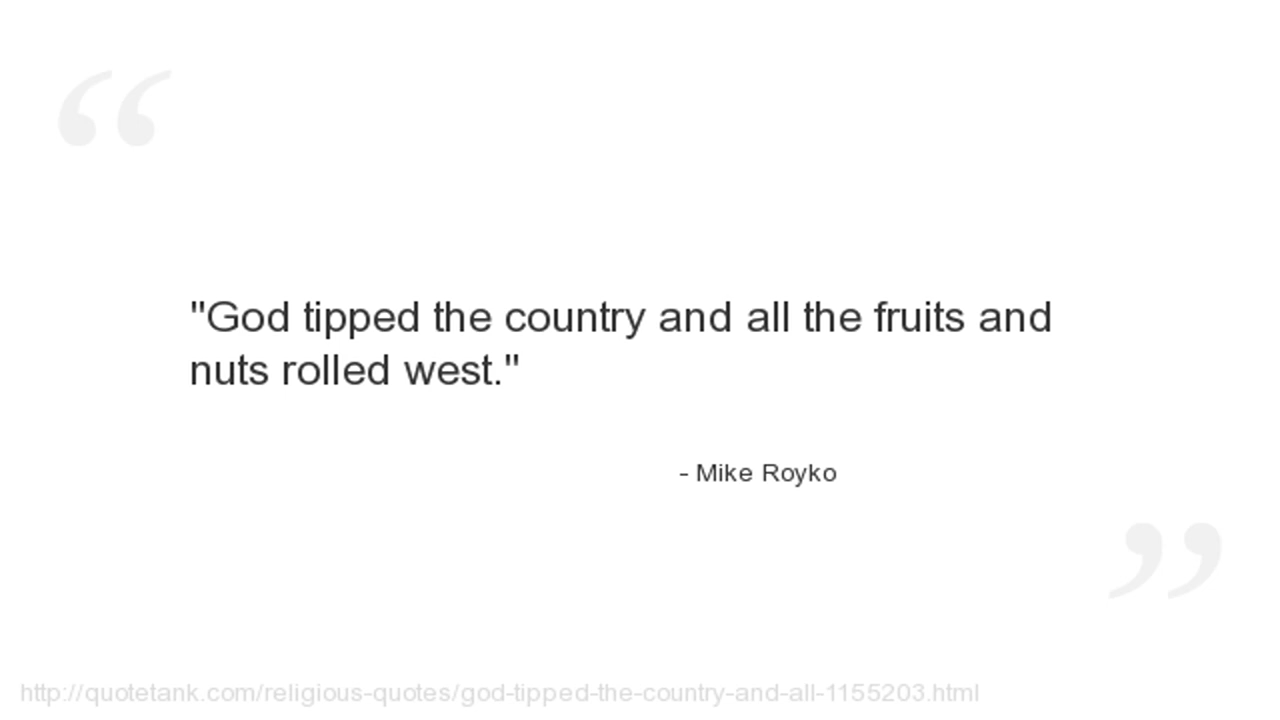 “
"God tipped the country and all the fruits and
nuts rolled west."
- Mike Royko
”
http://quotetank.com/religious-quotes/god-tipped-the-country-and-all-1155203.html